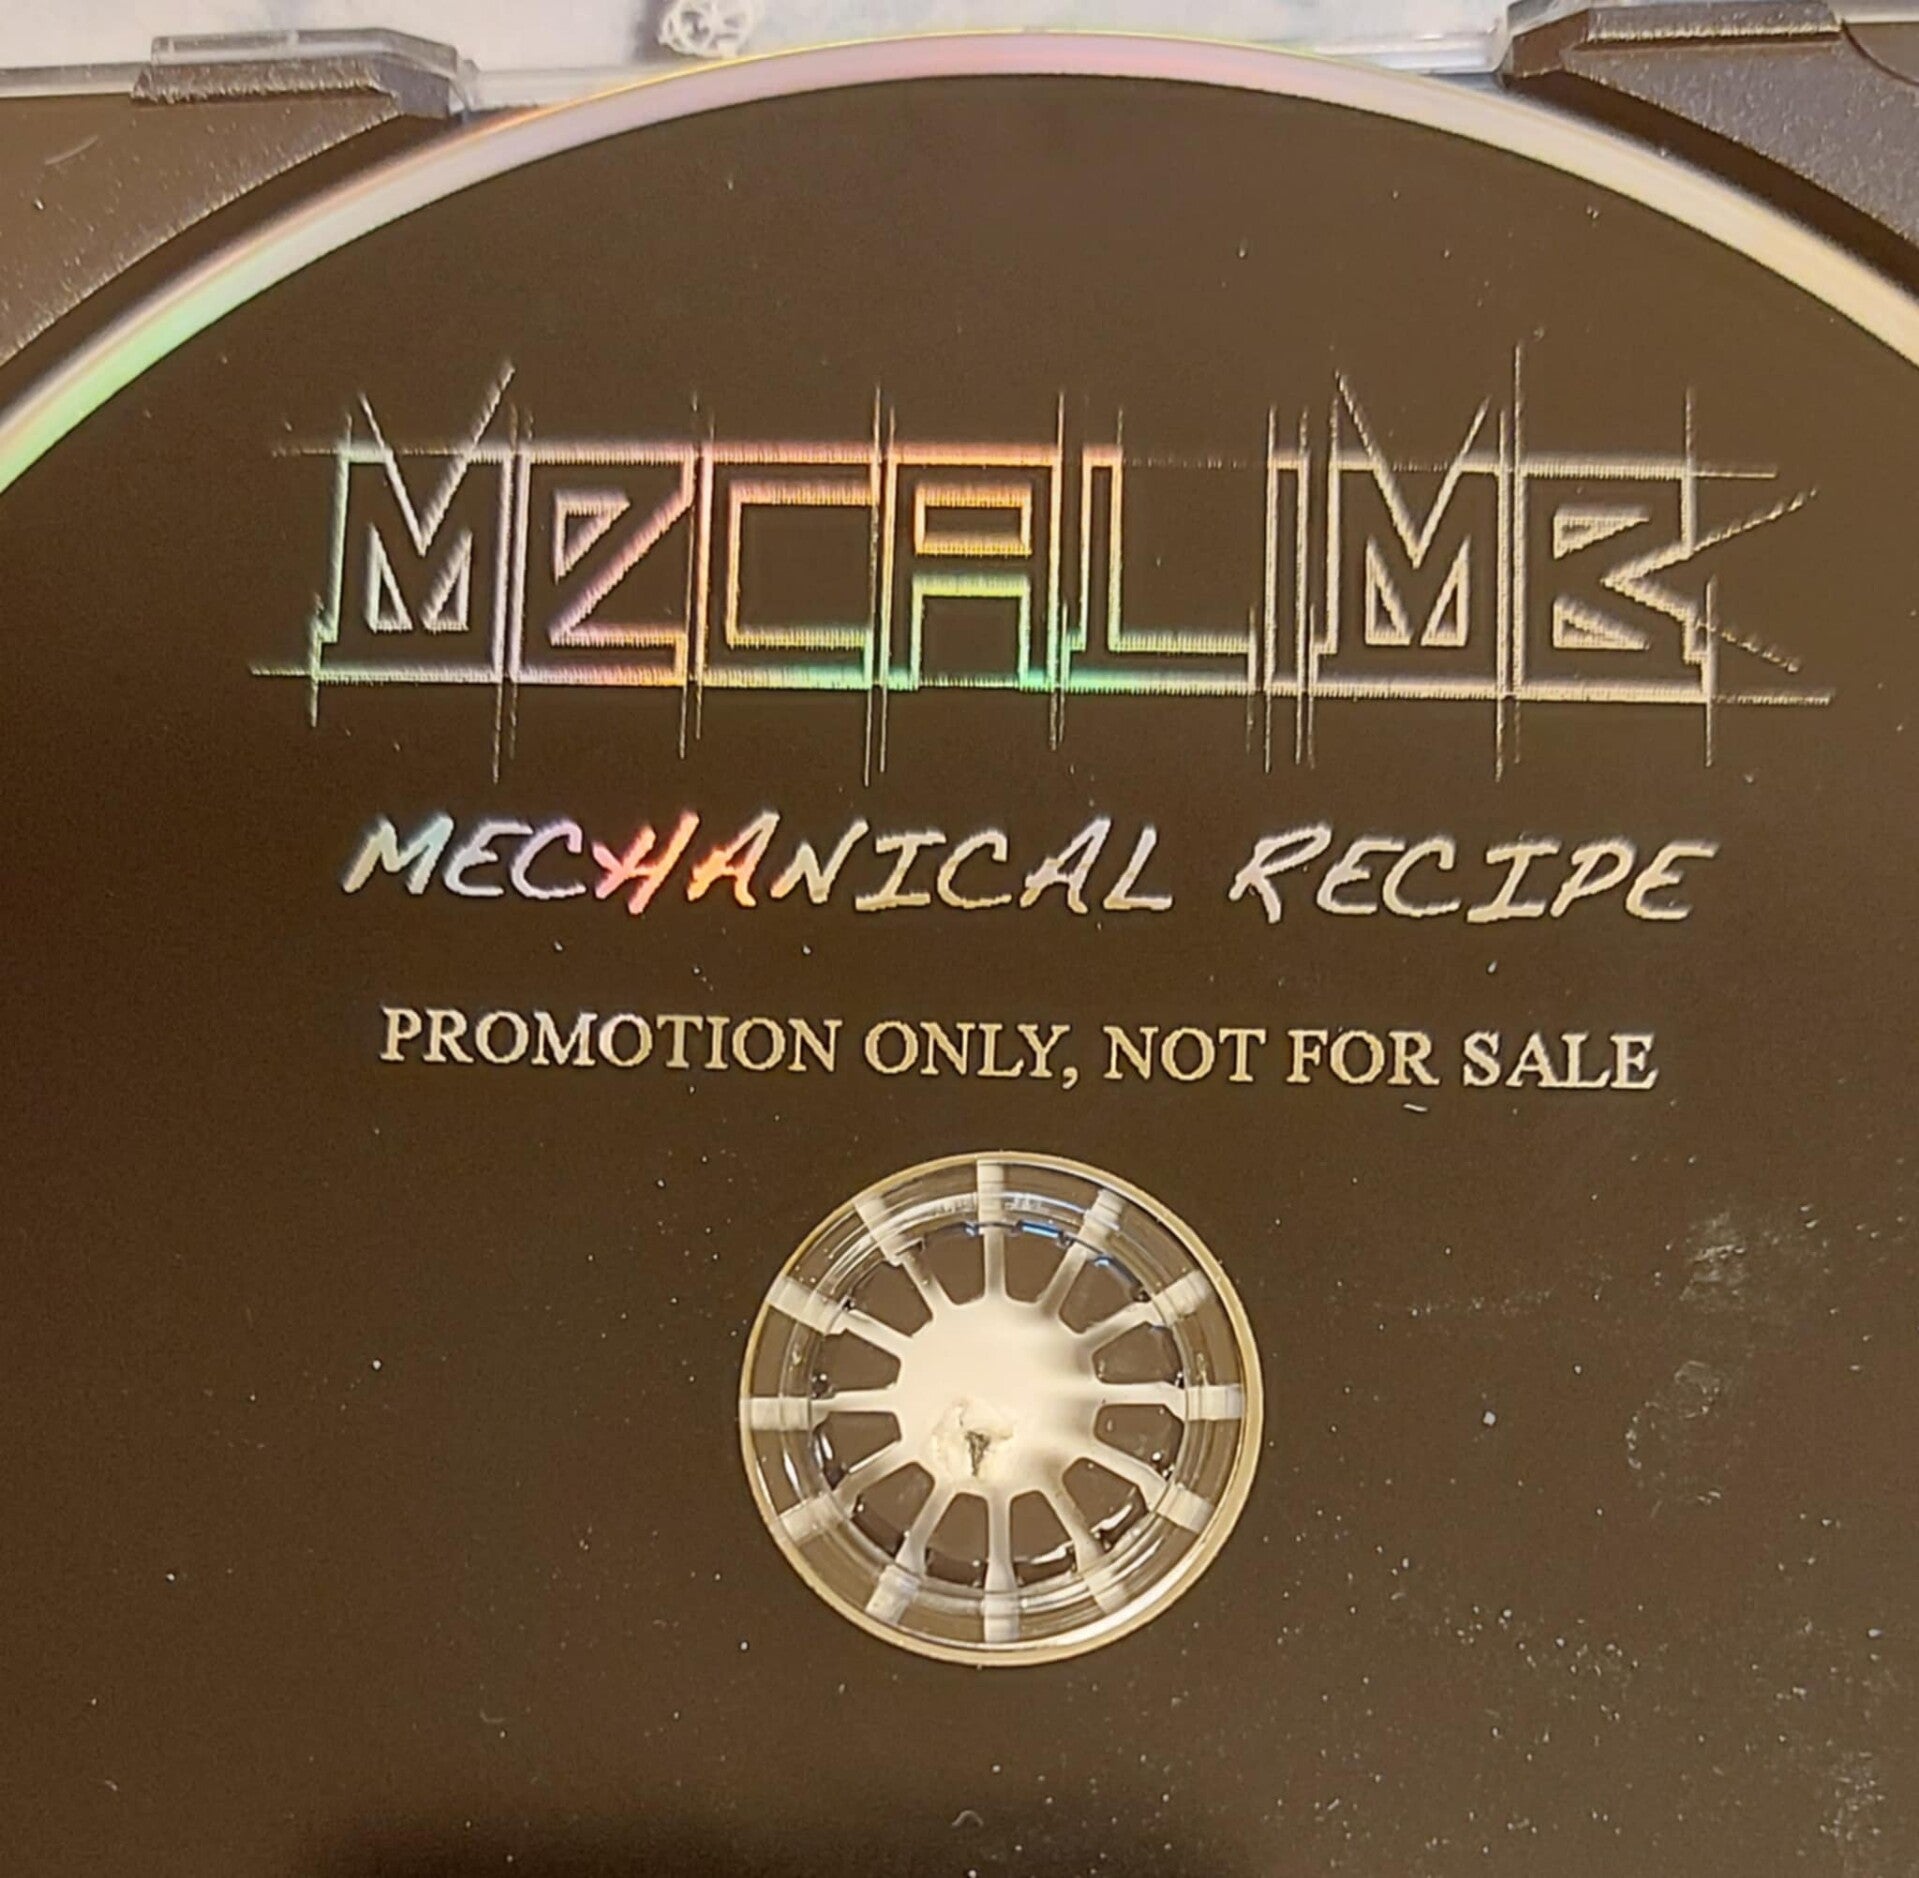 MECALIMB
MECHANICAL RECIPE
PROMOTION ONLY, NOT FOR SALE